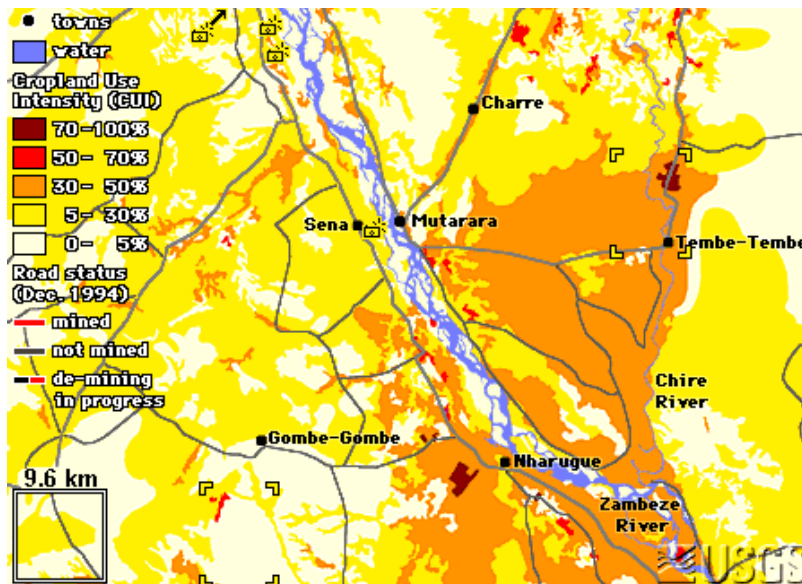 towns
water
Cropland Use
Intensity (CUI)
70-100%
50- 70%
30- 50%
5- 30%
0- 5%
Road status
(Dec. 1994)
mined
not mined
de-mining
in progress
Charre
Sena
Mutarara
Tembe-Tembe
Chire
River
Gombe-Gombe
Nharugue
9.6 km
Zambeze
River
USGS